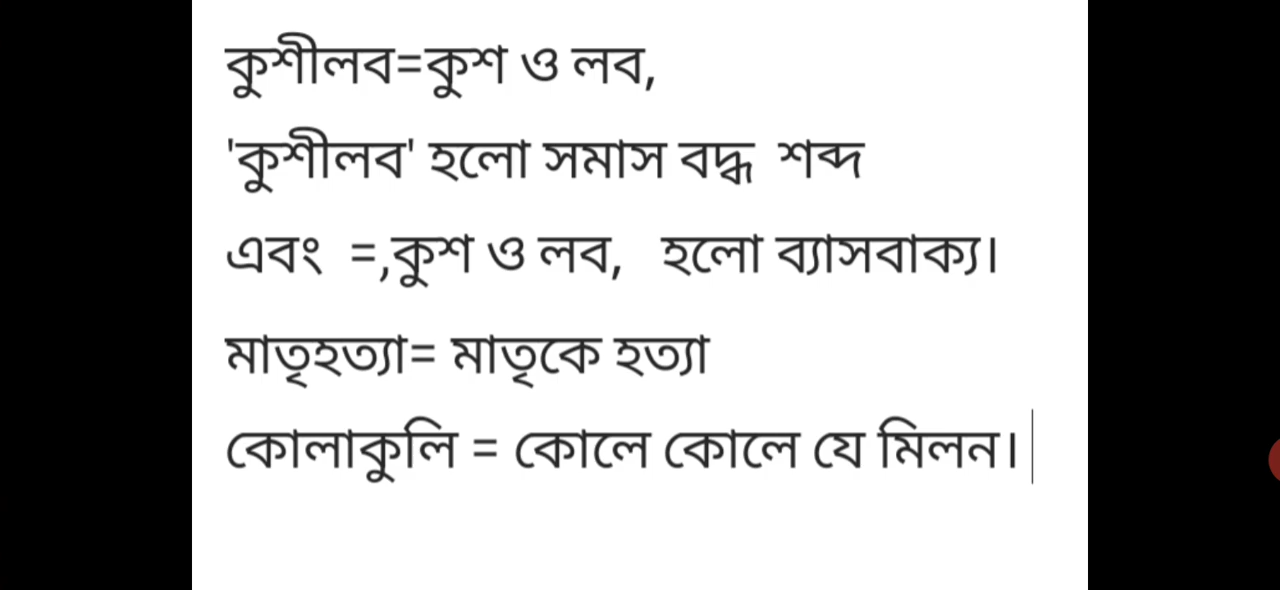 কুশীলব=কুশ ও লব,
'কুশীলব' হলো সমাস বদ্ধ শব্দ
এবং =,কুশ ও লব, হলো ব্যাসবাক্য।
মাতৃহত্যা= মাতৃকে হত্যা
কোলাকুলি = কোলে কোলে যে মিলন।